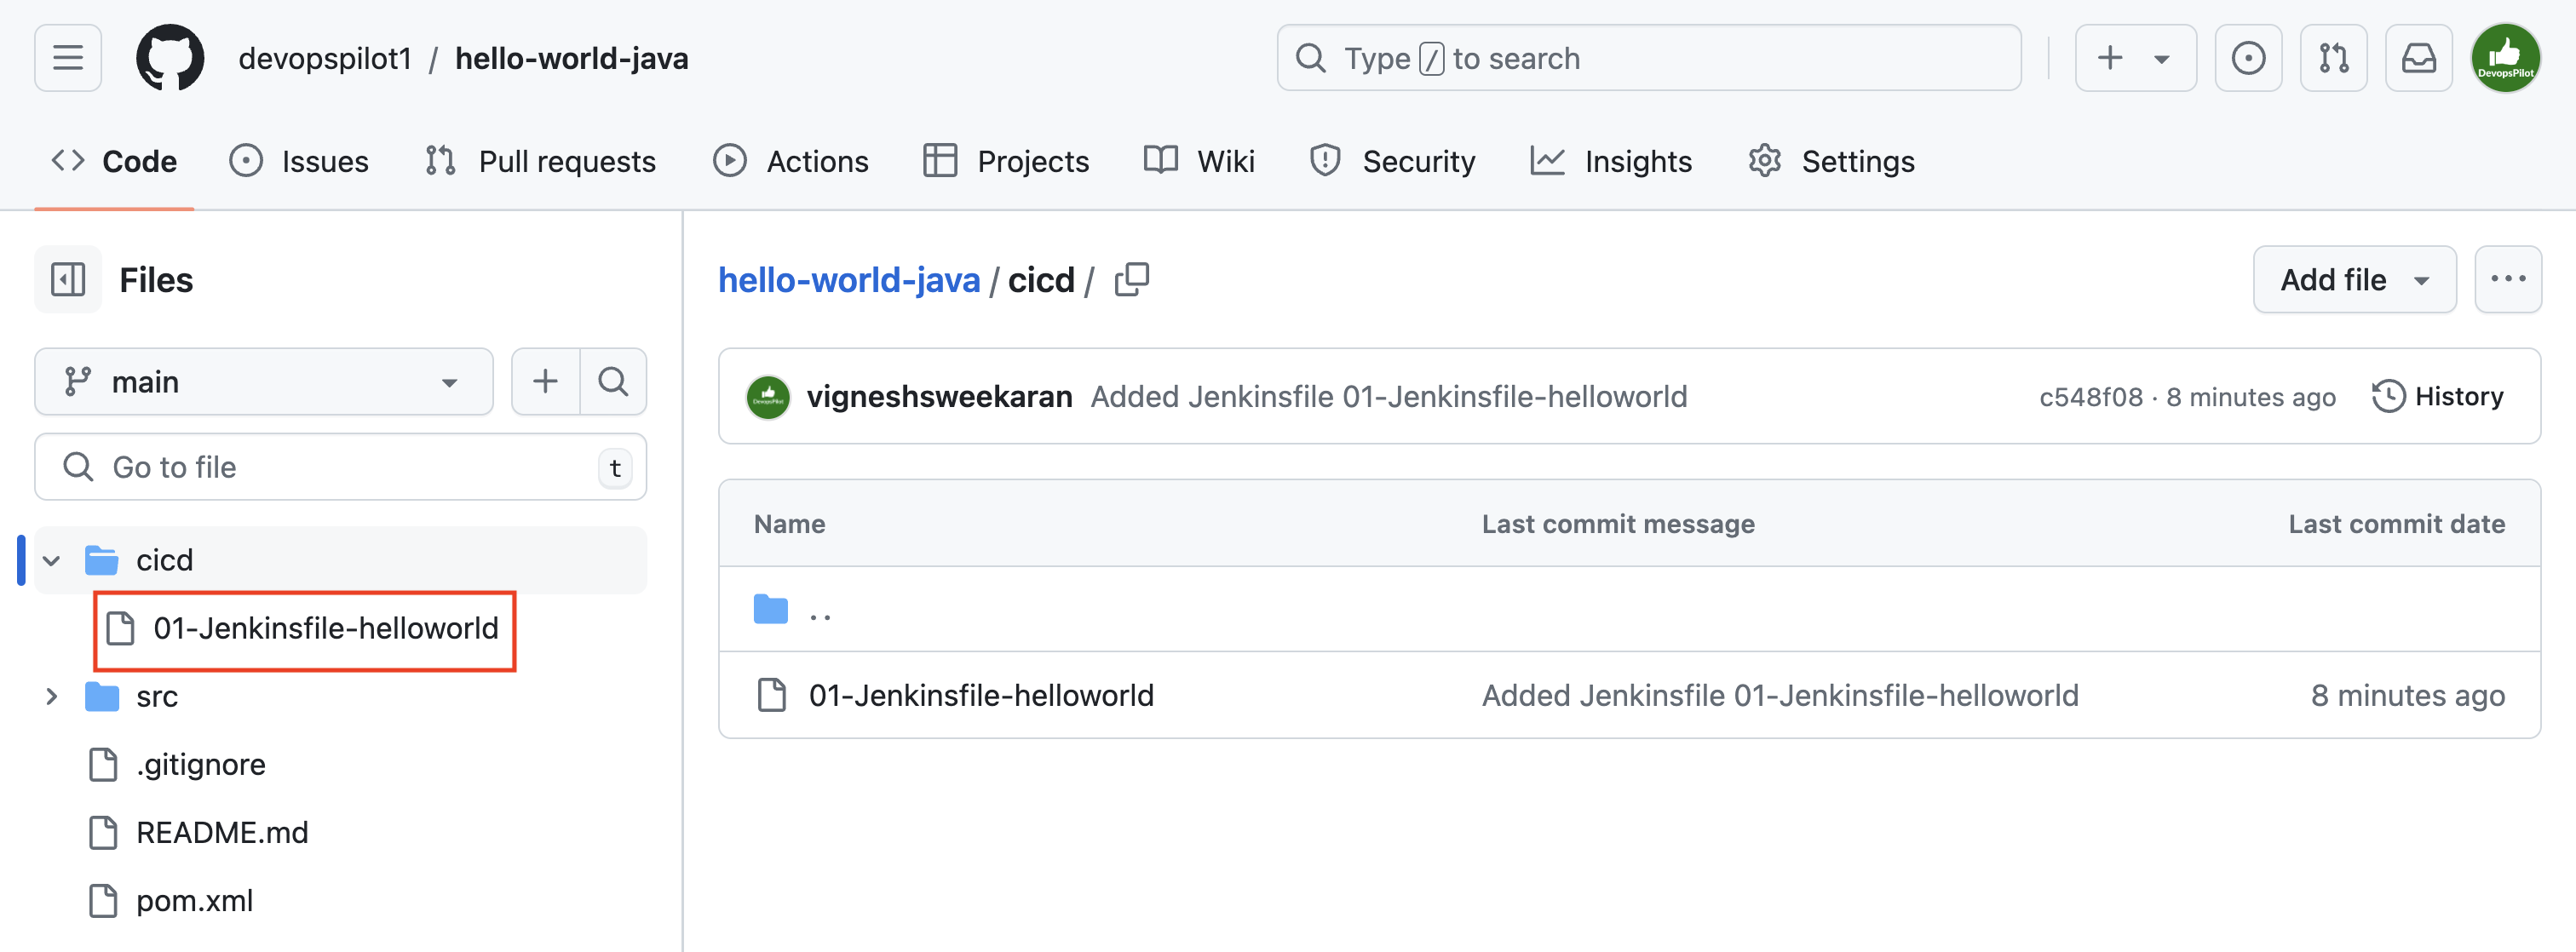 devopspilot1 / hello-world-java
Type / to search
DevopsPilot
Code Issues Pull requests Actions Projects Wiki Security Insights Settings
Files
main
Go to file t
cicd
01-Jenkinsfile-helloworld
src
.gitignore
README.md
pom.xml
hello-world-java / cicd /
Add file
vigneshsweekaran Added Jenkinsfile 01-Jenkinsfile-helloworld c548f08 · 8 minutes ago History
Name Last commit message Last commit date
..
01-Jenkinsfile-helloworld Added Jenkinsfile 01-Jenkinsfile-helloworld 8 minutes ago